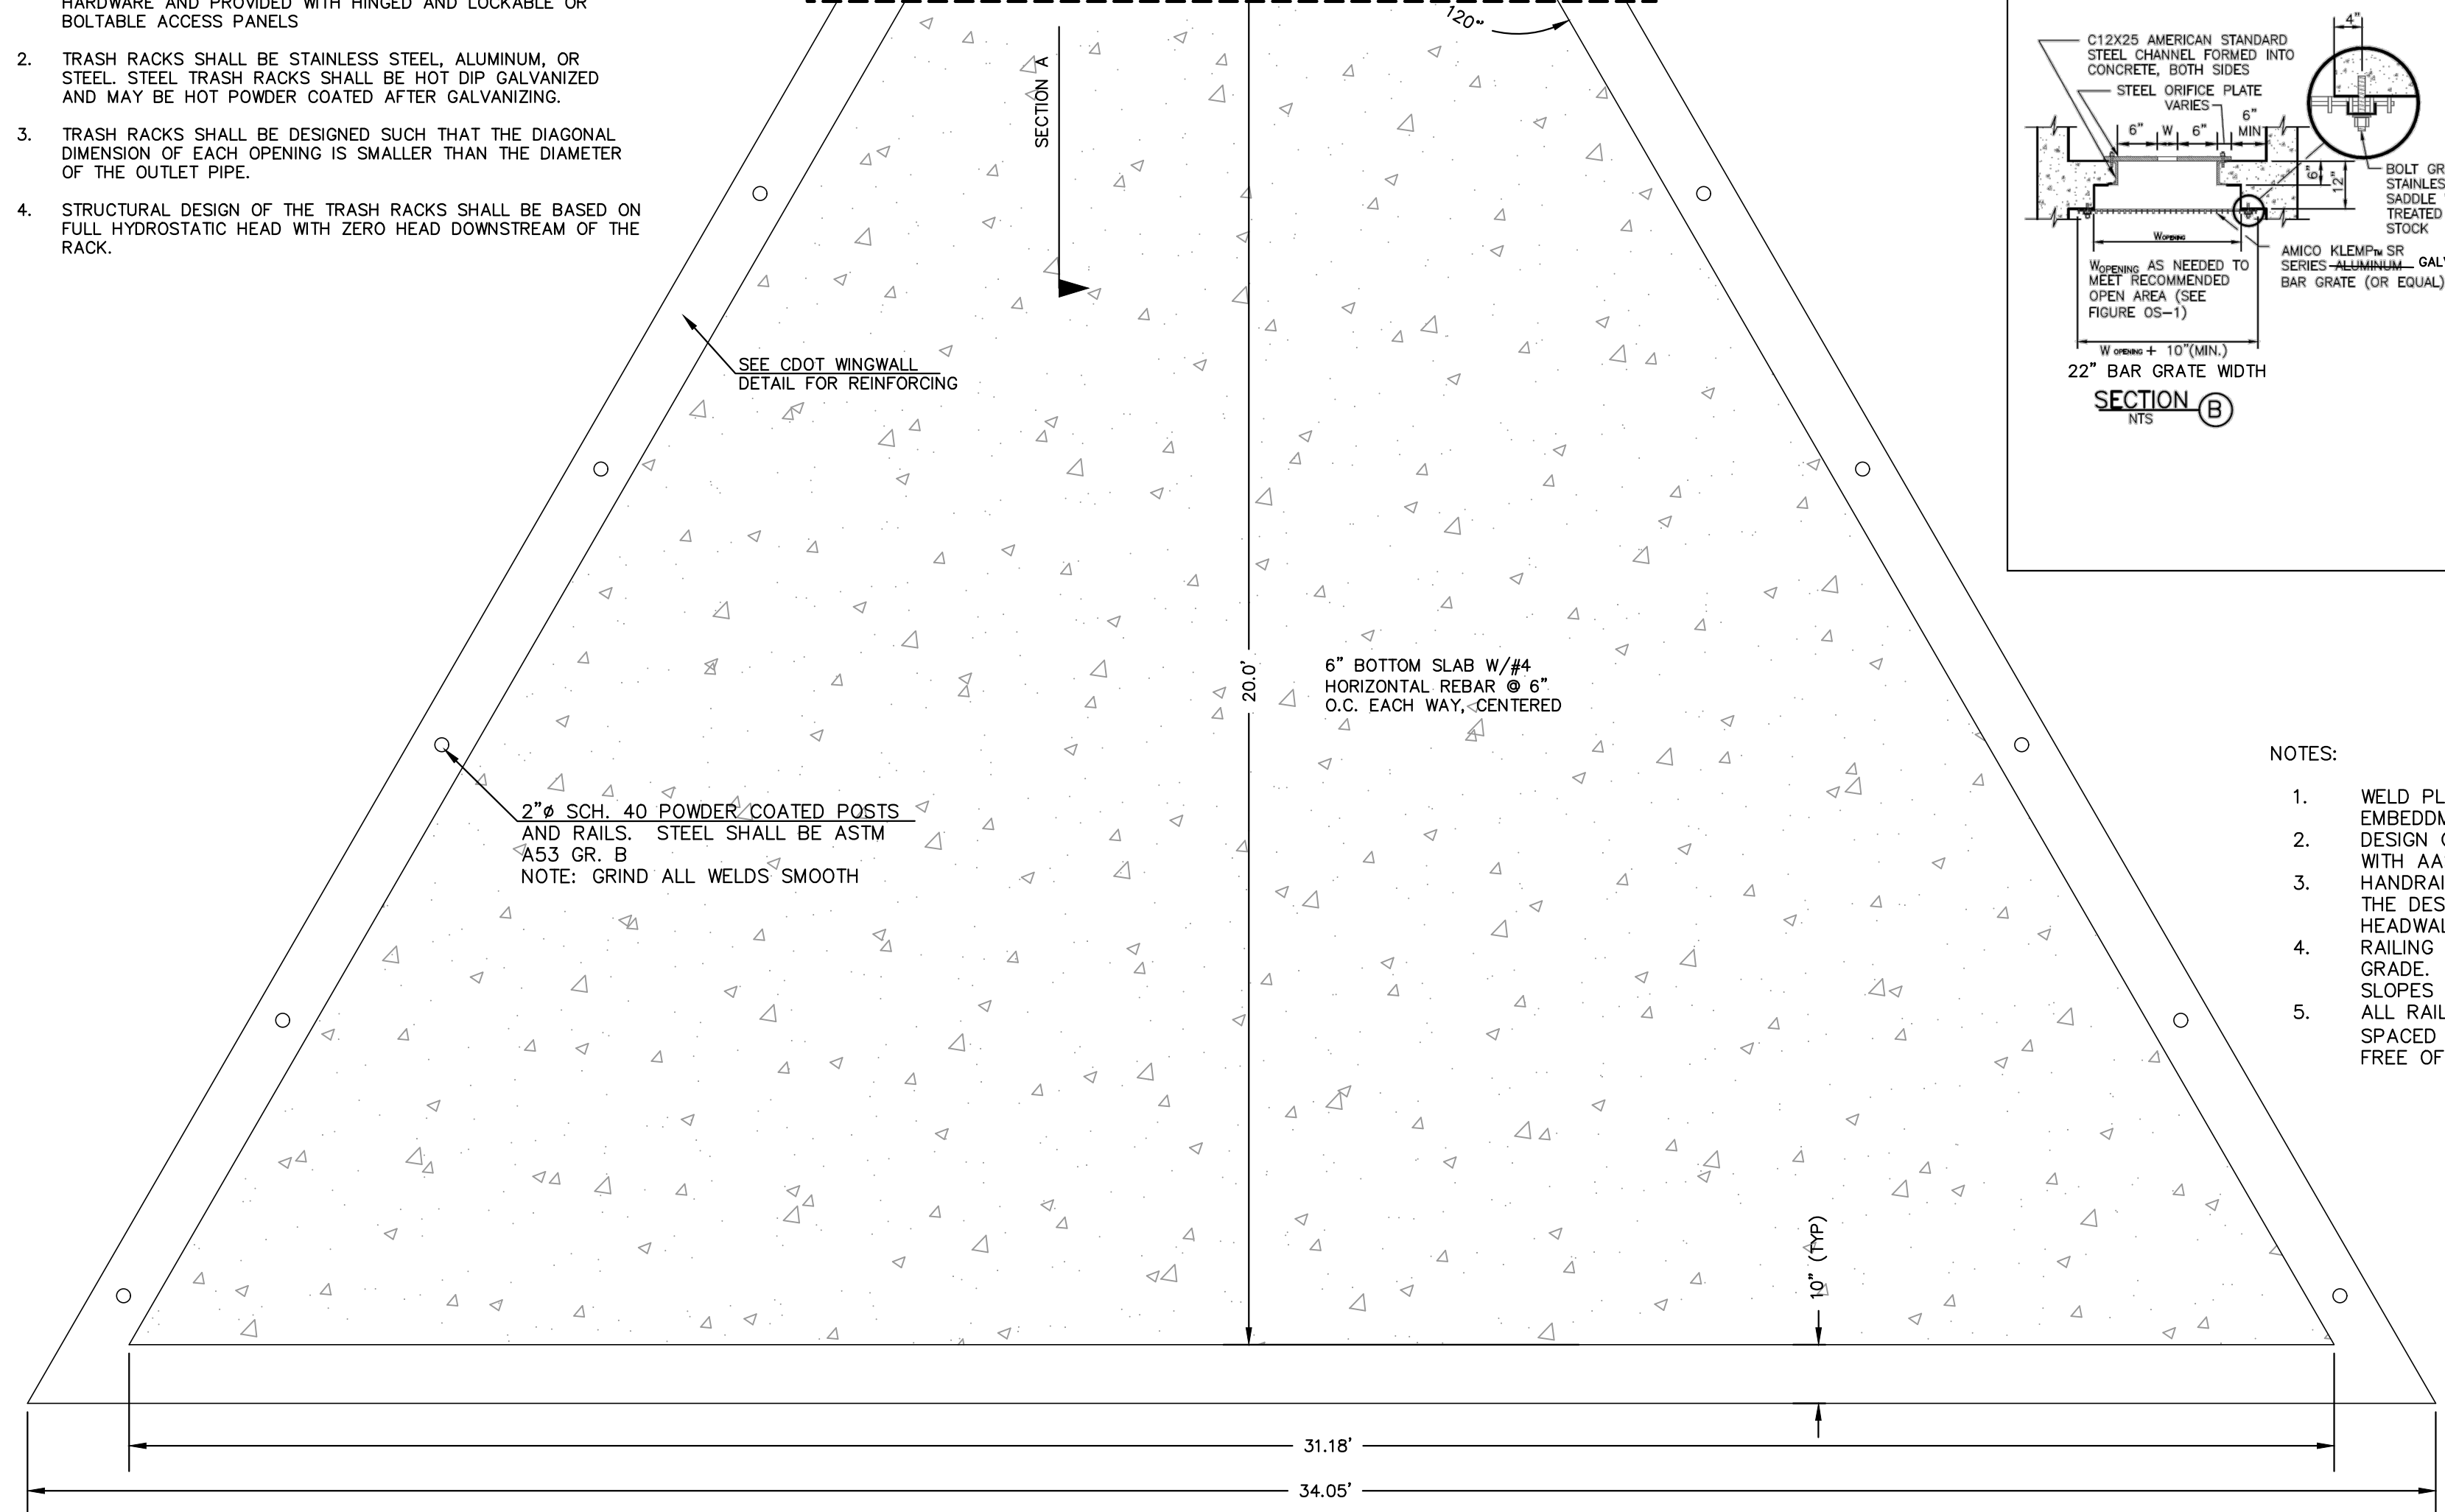 HARDWARE AND PROVIDED WITH HINGED AND LOCKABLE OR
BOLTABLE ACCESS PANELS
2. TRASH RACKS SHALL BE STAINLESS STEEL, ALUMINUM, OR
STEEL. STEEL TRASH RACKS SHALL BE HOT DIP GALVANIZED
AND MAY BE HOT POWDER COATED AFTER GALVANIZING.
3. TRASH RACKS SHALL BE DESIGNED SUCH THAT THE DIAGONAL
DIMENSION OF EACH OPENING IS SMALLER THAN THE DIAMETER
OF THE OUTLET PIPE.
4. STRUCTURAL DESIGN OF THE TRASH RACKS SHALL BE BASED ON
FULL HYDROSTATIC HEAD WITH ZERO HEAD DOWNSTREAM OF THE
RACK.
SECTION A
120°
SEE CDOT WINGWALL
DETAIL FOR REINFORCING
20.0'
6" BOTTOM SLAB W/#4
HORIZONTAL REBAR @ 6"
O.C. EACH WAY, CENTERED
2"ø SCH. 40 POWDER COATED POSTS
AND RAILS. STEEL SHALL BE ASTM
A53 GR. B
NOTE: GRIND ALL WELDS SMOOTH
10" (TYP)
31.18'
34.05'
4"
C12X25 AMERICAN STANDARD
STEEL CHANNEL FORMED INTO
CONCRETE, BOTH SIDES
STEEL ORIFICE PLATE
VARIES
6" W 6" 6"
MIN
6"
12"
BOLT GR
STAINLES
SADDLE
TREATED
STOCK
WOPENING
AMICO KLEMP™ SR
SERIES ALUMINUM GAL
BAR GRATE (OR EQUAL)
WOPENING AS NEEDED TO
MEET RECOMMENDED
OPEN AREA (SEE
FIGURE OS-1)
W OPENING + 10"(MIN.)
22" BAR GRATE WIDTH
SECTION B
NTS
NOTES:
1. WELD PL
EMBEDDM
2. DESIGN
WITH AA
3. HANDRAI
THE DES
HEADWAL
4. RAILING
GRADE.
SLOPES
5. ALL RAIL
SPACED
FREE OF